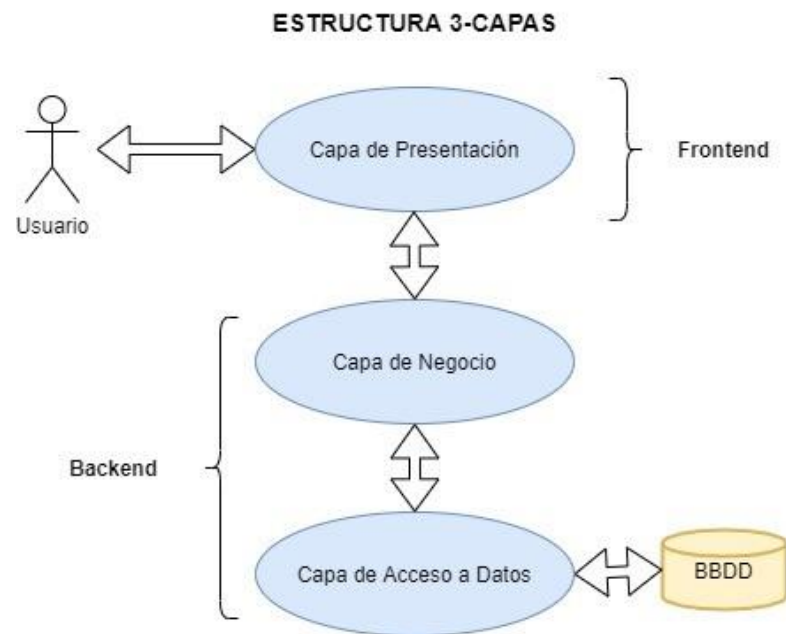 ESTRUCTURA 3-CAPAS
Capa de Presentación
Frontend
Usuario
Capa de Negocio
Backend
Capa de Acceso a Datos
BBDD